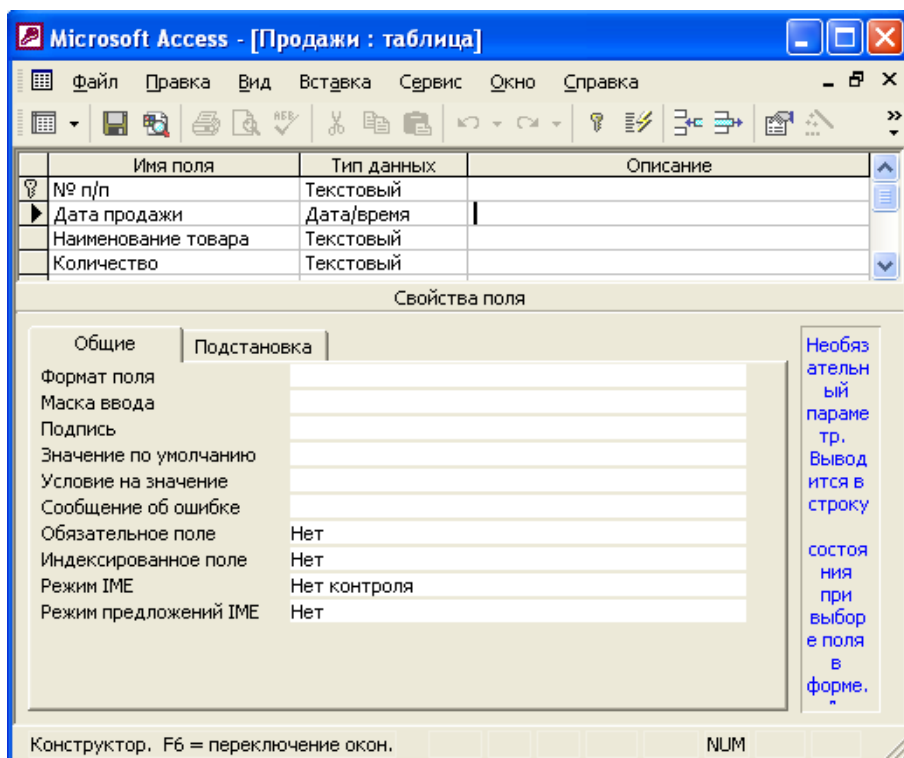 Microsoft Access - [Продажи : таблица]
Файл Правка Вид Вставка Сервис Окно Справка
Имя поля Тип данных Описание
№ п/п Текстовый
Дата продажи Дата/время
Наименование товара Текстовый
Количество Текстовый
Свойства поля
Общие Подстановка
Формат поля
Маска ввода
Подпись
Значение по умолчанию
Условие на значение
Сообщение об ошибке
Обязательное поле Нет
Индексированное поле Нет
Режим IME Нет контроля
Режим предложений IME Нет
Необяз
ательн
ый
параме
тр.
Вывод
ится в
строку
состоя
ния
при
выбор
е поля
в
форме.
Конструктор. F6 = переключение окон. NUM